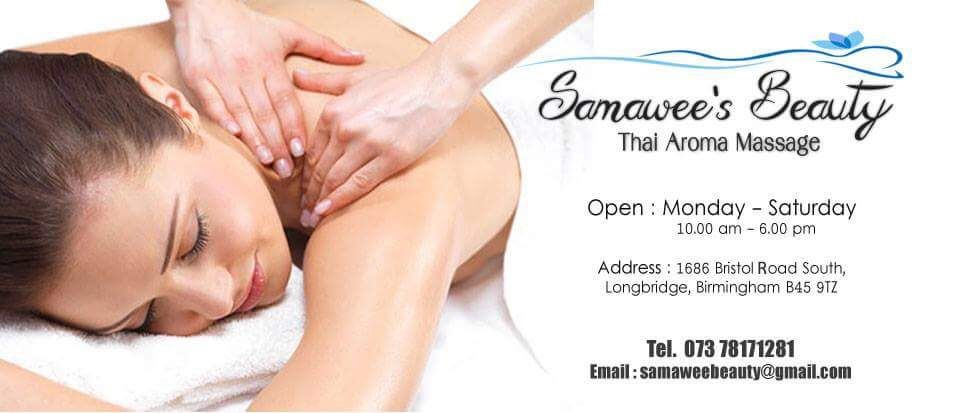 Samawee's Beauty
Thai Aroma Massage
Open : Monday – Saturday
10.00 am – 6.00 pm
Address : 1686 Bristol Road South,
Longbridge, Birmingham B45 9TZ
Tel. 073 78171281
Email : samaweebeauty@gmail.com